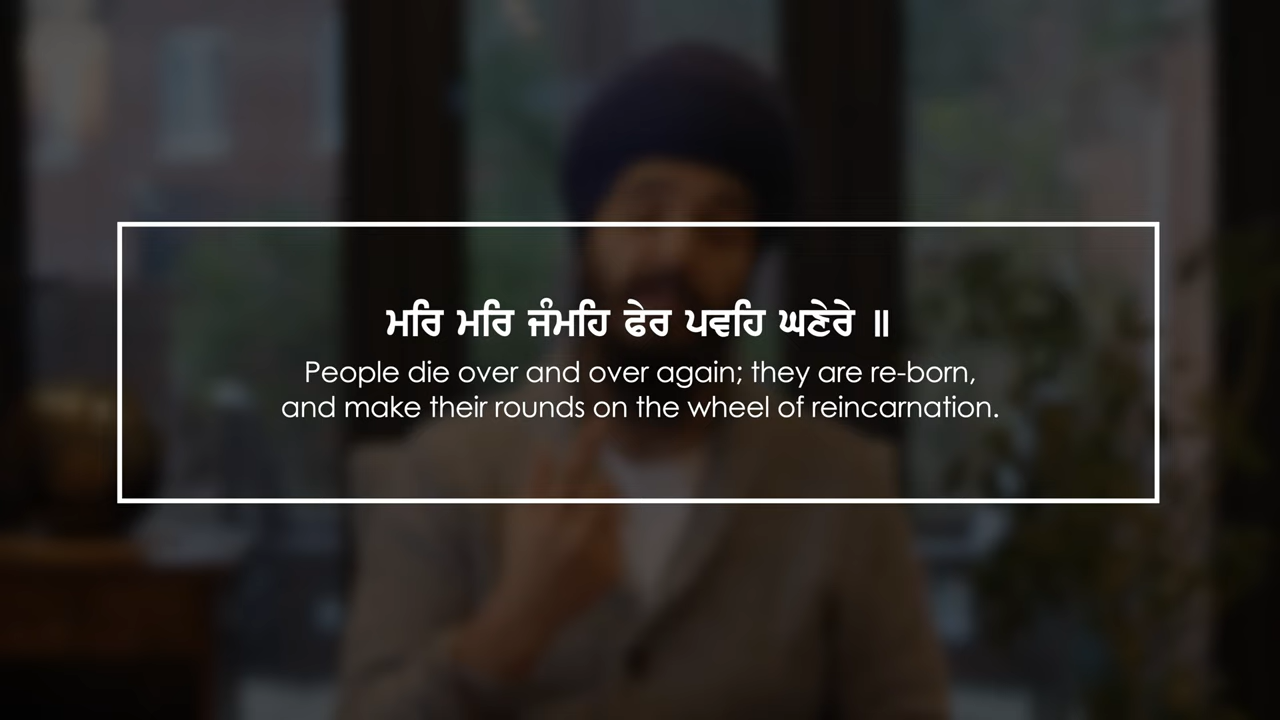 ਮਰਿ ਮਰਿ ਜੰਮਹਿ ਫੇਰ ਪਵਹਿ ਘਣੇਰੇ ॥
People die over and over again; they are re-born,
and make their rounds on the wheel of reincarnation.